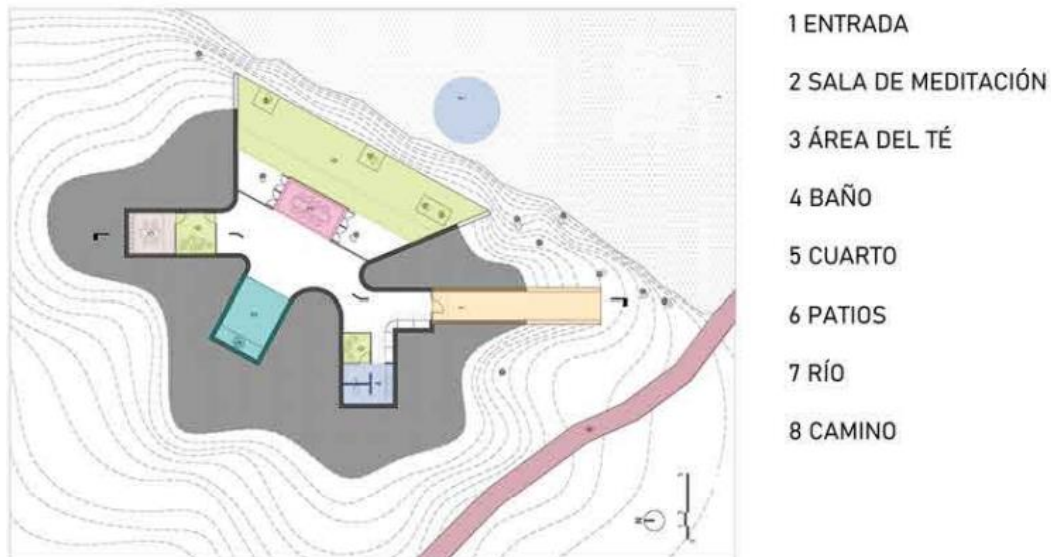 1 ENTRADA
2 SALA DE MEDITACIÓN
3 ÁREA DEL TÉ
4 BAÑO
5 CUARTO
6 PATIOS
7 RÍO
8 CAMINO